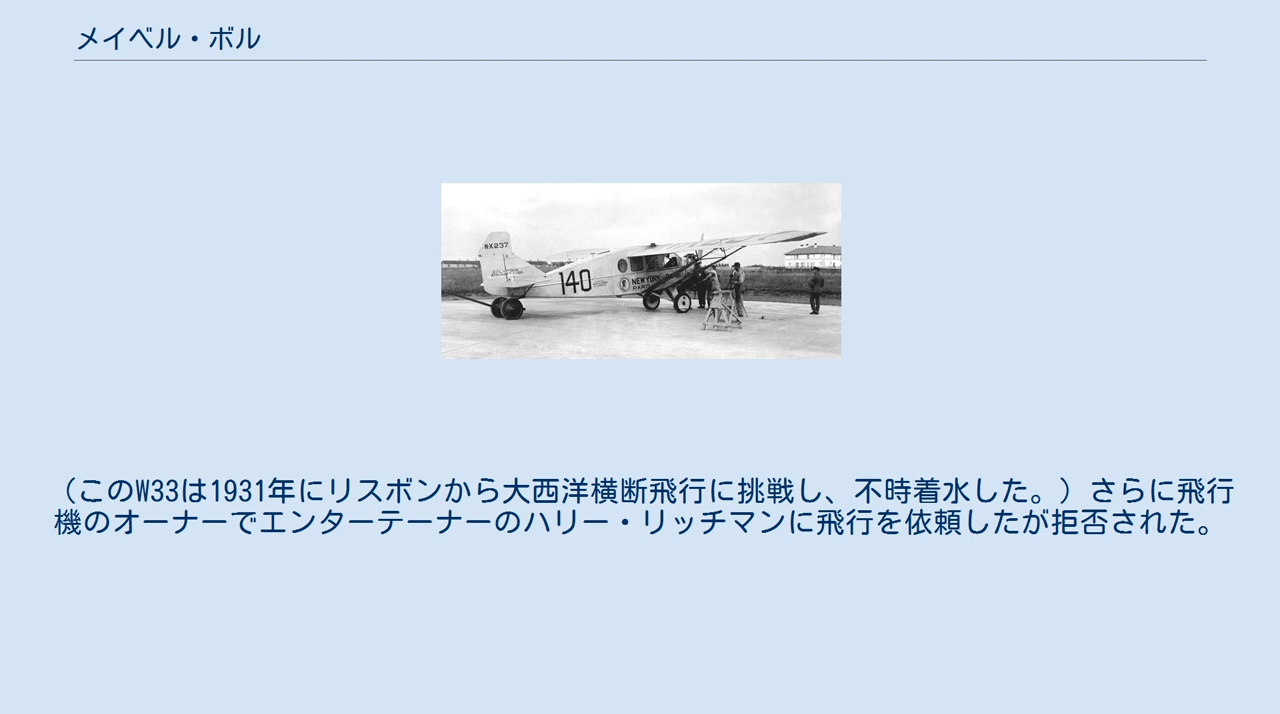 メイベル・ボル
NX237
140
NEW YORK
（このW33は1931年にリスボンから大西洋横断飛行に挑戦し、不時着水した。）さらに飛行
機のオーナーでエンターテーナーのハリー・リッチマンに飛行を依頼したが拒否された。